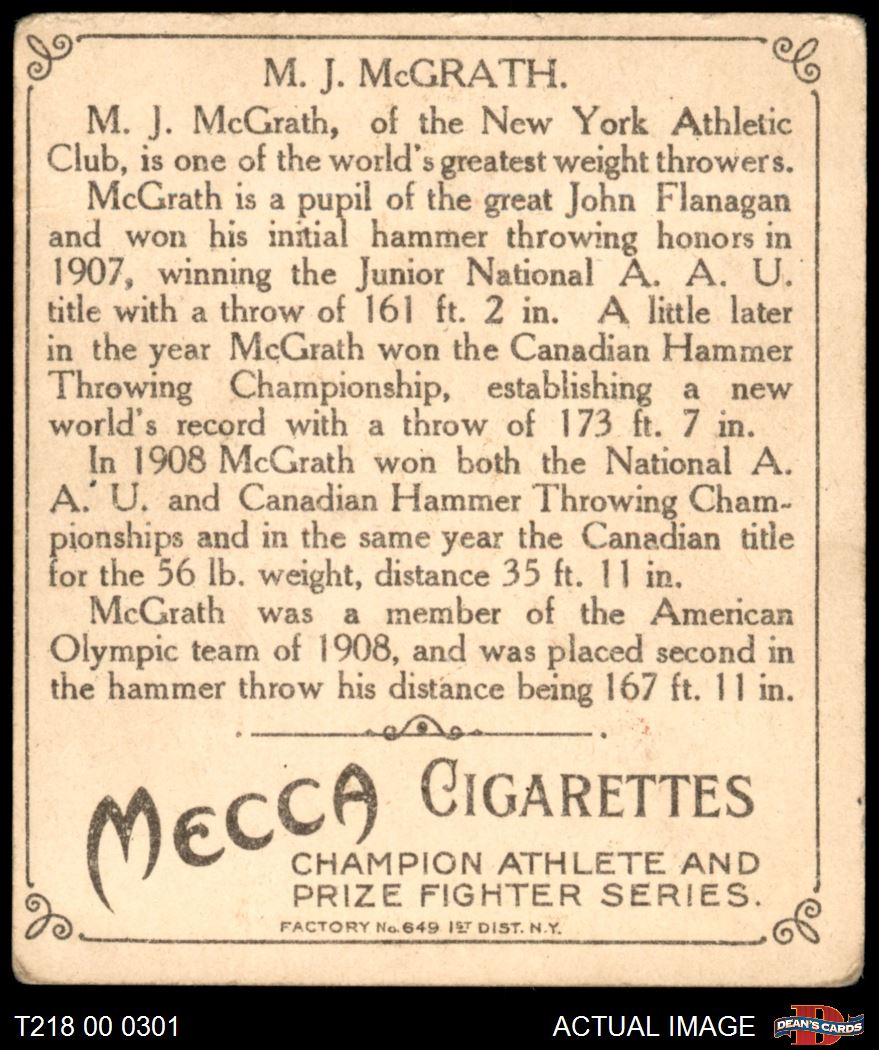 M. J. McGRATH.
M. J. McGrath, of the New York Athletic
Club, is one of the world's greatest weight throwers.
McGrath is a pupil of the great John Flanagan
and won his initial hammer throwing honors in
1907, winning the Junior National A. A. U.
title with a throw of 161 ft. 2 in. A little later
in the year McGrath won the Canadian Hammer
Throwing Championship, establishing a new
world's record with a throw of 173 ft. 7 in.
In 1908 McGrath won both the National A.
A. U. and Canadian Hammer Throwing Cham-
pionships and in the same year the Canadian title
for the 56 lb. weight, distance 35 ft. 11 in.
McGrath was a member of the American
Olympic team of 1908, and was placed second in
the hammer throw his distance being 167 ft. 11 in.
MECCA CIGARETTES
CHAMPION ATHLETE AND
PRIZE FIGHTER SERIES.
FACTORY No. 649 1ST DIST. N.Y.
T218 00 0301
ACTUAL IMAGE
DEAN'S CARDS